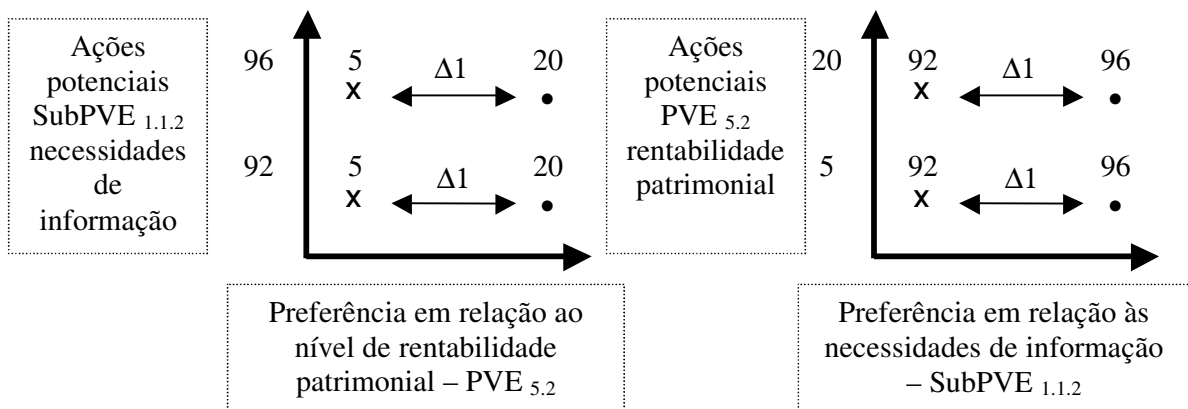 Ações
potenciais
SubPVE 1.1.2
necessidades
de
informação
96
5
x
Δ1
20
92
5
x
Δ1
20
Preferência em relação ao
nível de rentabilidade
patrimonial – PVE 5.2
Ações
potenciais
PVE 5.2
rentabilidade
patrimonial
20
92
x
Δ1
96
5
92
x
Δ1
96
Preferência em relação às
necessidades de informação
– SubPVE 1.1.2